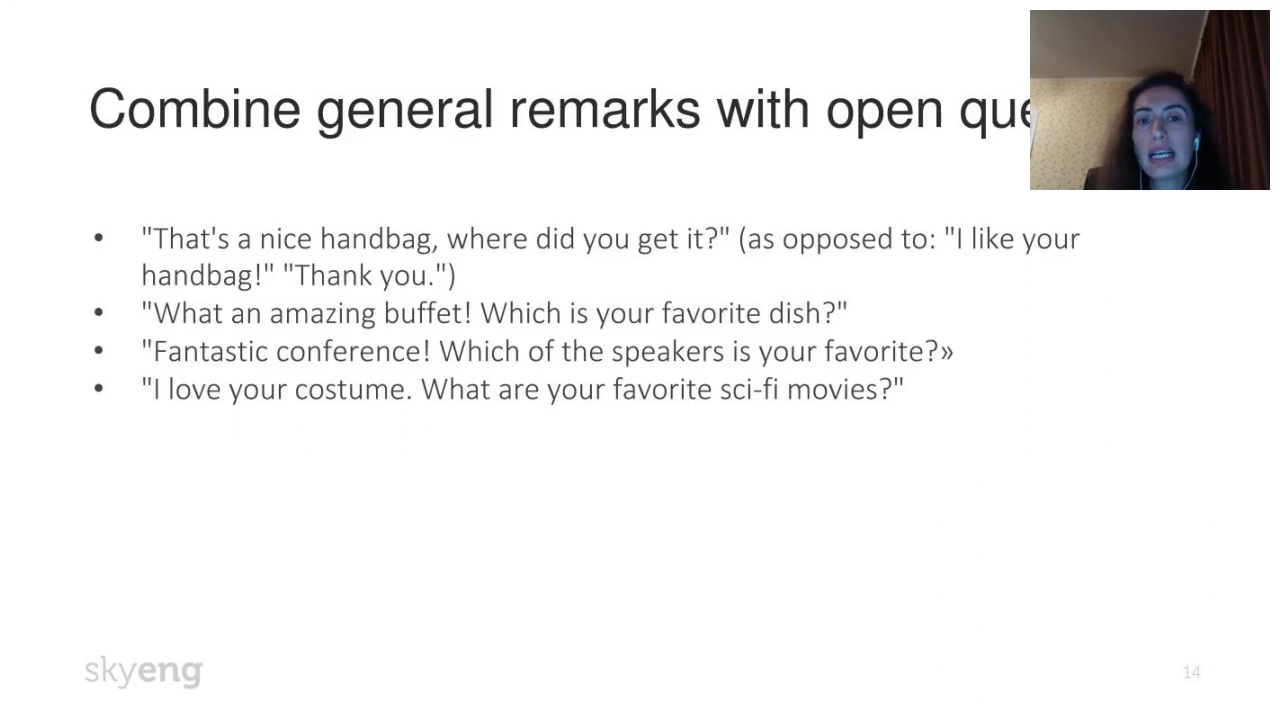 Combine general remarks with open
• "That's a nice handbag, where did you get it?" (as opposed to: "I like your
handbag!" "Thank you.")
• "What an amazing buffet! Which is your favorite dish?"
• "Fantastic conference! Which of the speakers is your favorite?»
• "I love your costume. What are your favorite sci-fi movies?"
skyeng
14